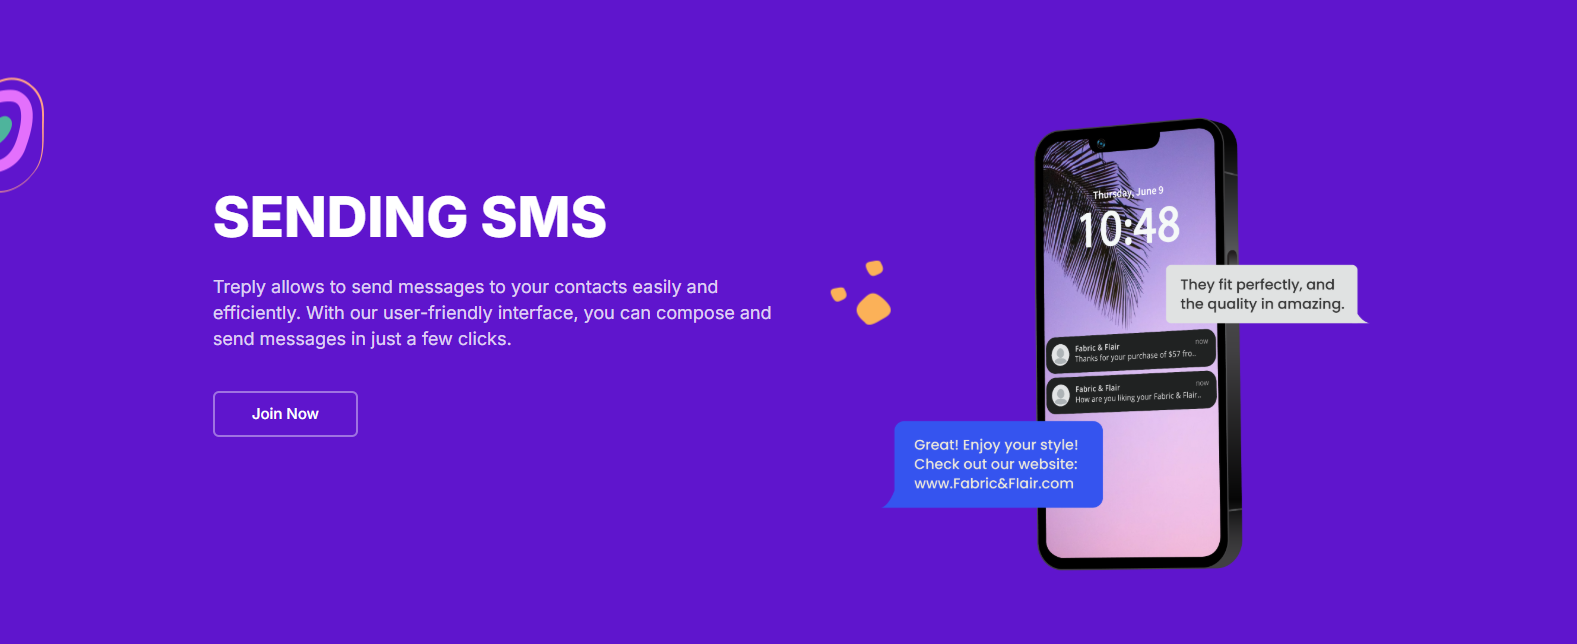 SENDING SMS
Treply allows to send messages to your contacts easily and
efficiently. With our user-friendly interface, you can compose and
send messages in just a few clicks.
Join Now
Thursday, June 9
10:48
They fit perfectly, and
the quality in amazing.
Fabric & Flair now
Thanks for your purchase of $57 fro..
Fabric & Flair now
How are you liking your Fabric & Flair..
Great! Enjoy your style!
Check out our website:
www.Fabric&Flair.com